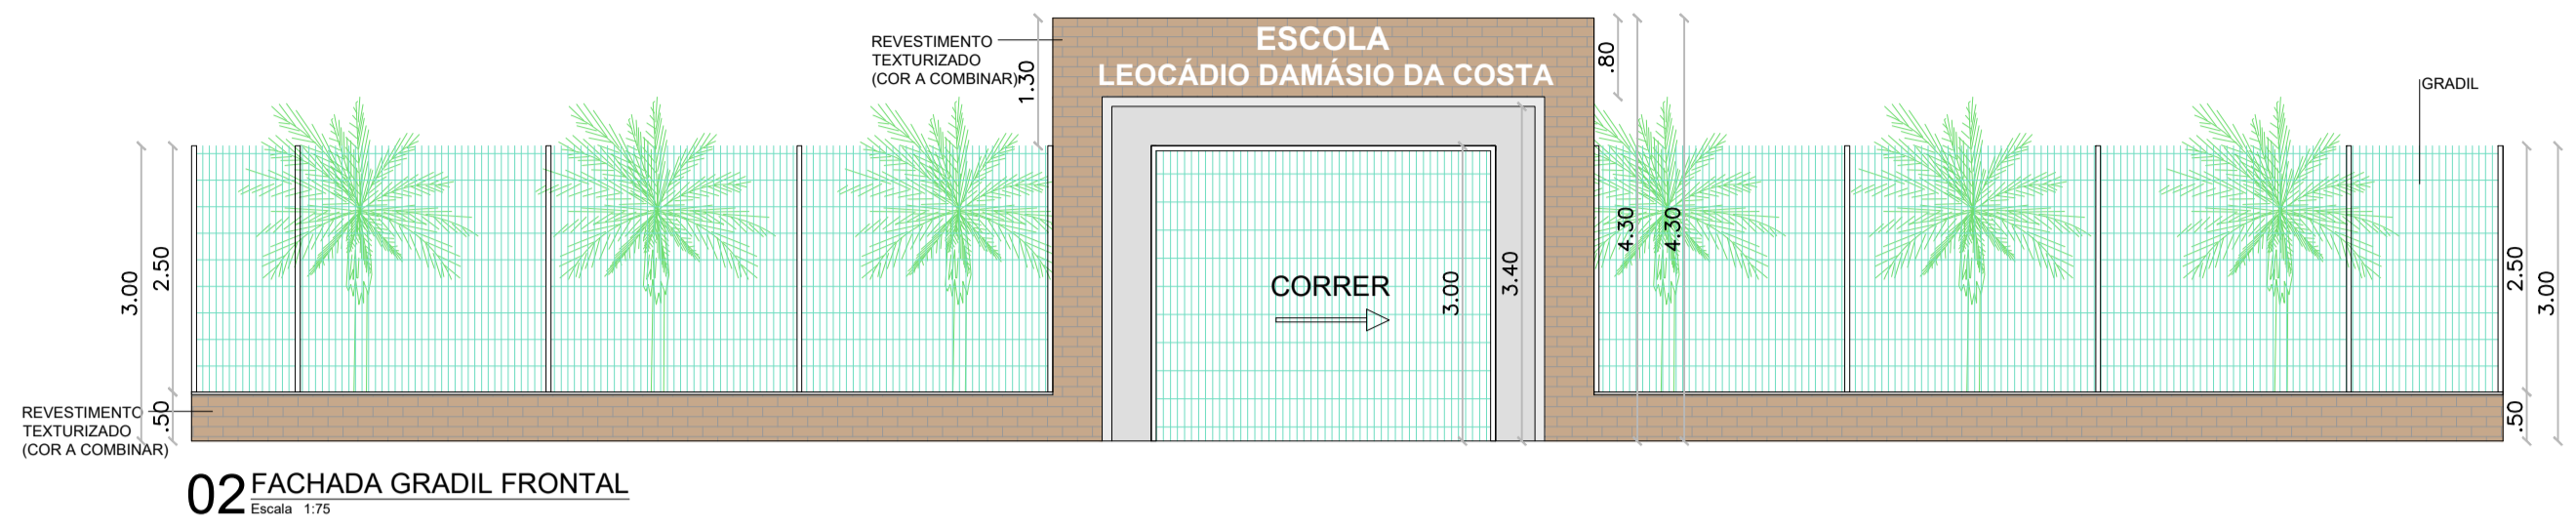 REVESTIMENTO
TEXTURIZADO
(COR A COMBINAR)
1.30
ESCOLA
LEOCÁDIO DAMÁSIO DA COSTA
.80
GRADIL
3.00
2.50
.50
CORRER
3.00
3.40
4.30
4.30
2.50
3.00
.50
REVESTIMENTO
TEXTURIZADO
(COR A COMBINAR)
02 FACHADA GRADIL FRONTAL
Escala 1:75